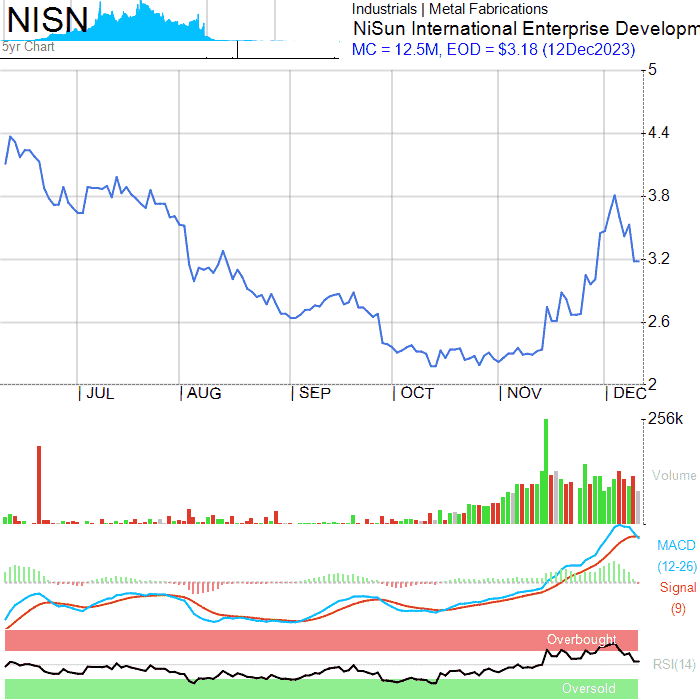 NISN
5yr Chart
Industrials | Metal Fabrications
NiSun International Enterprise Developm
MC = 12.5M, EOD = $3.18 (12Dec2023)
5
4.4
3.8
3.2
2.6
2
| JUL | AUG | SEP | OCT | NOV | DEC
256k
Volume
MACD
(12-26)
Signal
(9)
Overbought
RSI(14)
Oversold